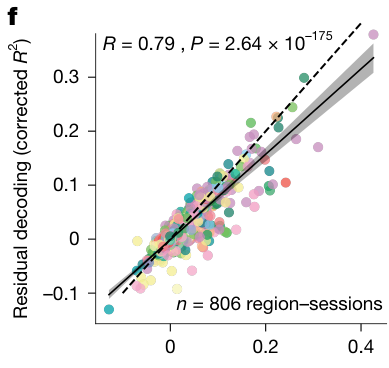 f
R = 0.79 , P = 2.64 × 10⁻¹⁷⁵
Residual decoding (corrected R²)
0.3
0.2
0.1
0
–0.1
n = 806 region–sessions
0 0.2 0.4